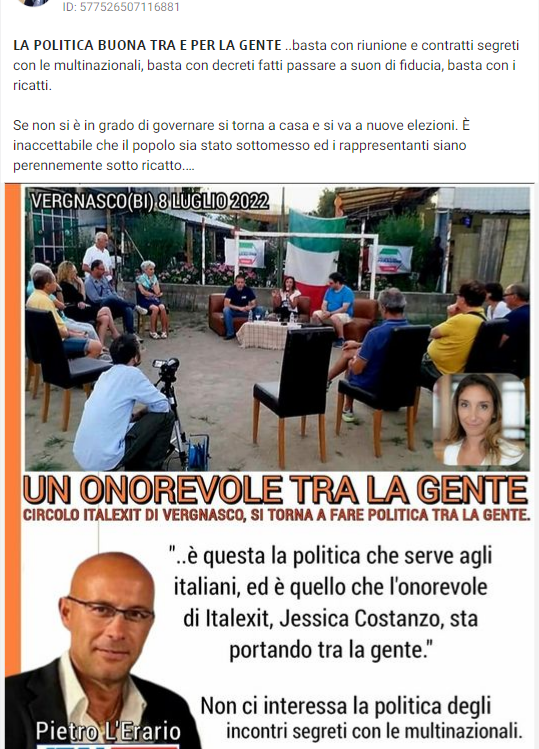 ID: 577526507116881
LA POLITICA BUONA TRA E PER LA GENTE ..basta con riunione e contratti segreti
con le multinazionali, basta con decreti fatti passare a suon di fiducia, basta con i
ricatti.
Se non si è in grado di governare si torna a casa e si va a nuove elezioni. È
inaccettabile che il popolo sia stato sottomesso ed i rappresentanti siano
perennemente sotto ricatto....
VERGNASCO(BI) 8 LUGLIO 2022
UN ONOREVOLE TRA LA GENTE
CIRCOLO ITALEXIT DI VERGNASCO, SI TORNA A FARE POLITICA TRA LA GENTE.
"..è questa la politica che serve agli
italiani, ed è quello che l'onorevole
di Italexit, Jessica Costanzo, sta
portando tra la gente."
Non ci interessa la politica degli
incontri segreti con le multinazionali.
Pietro L'Erario